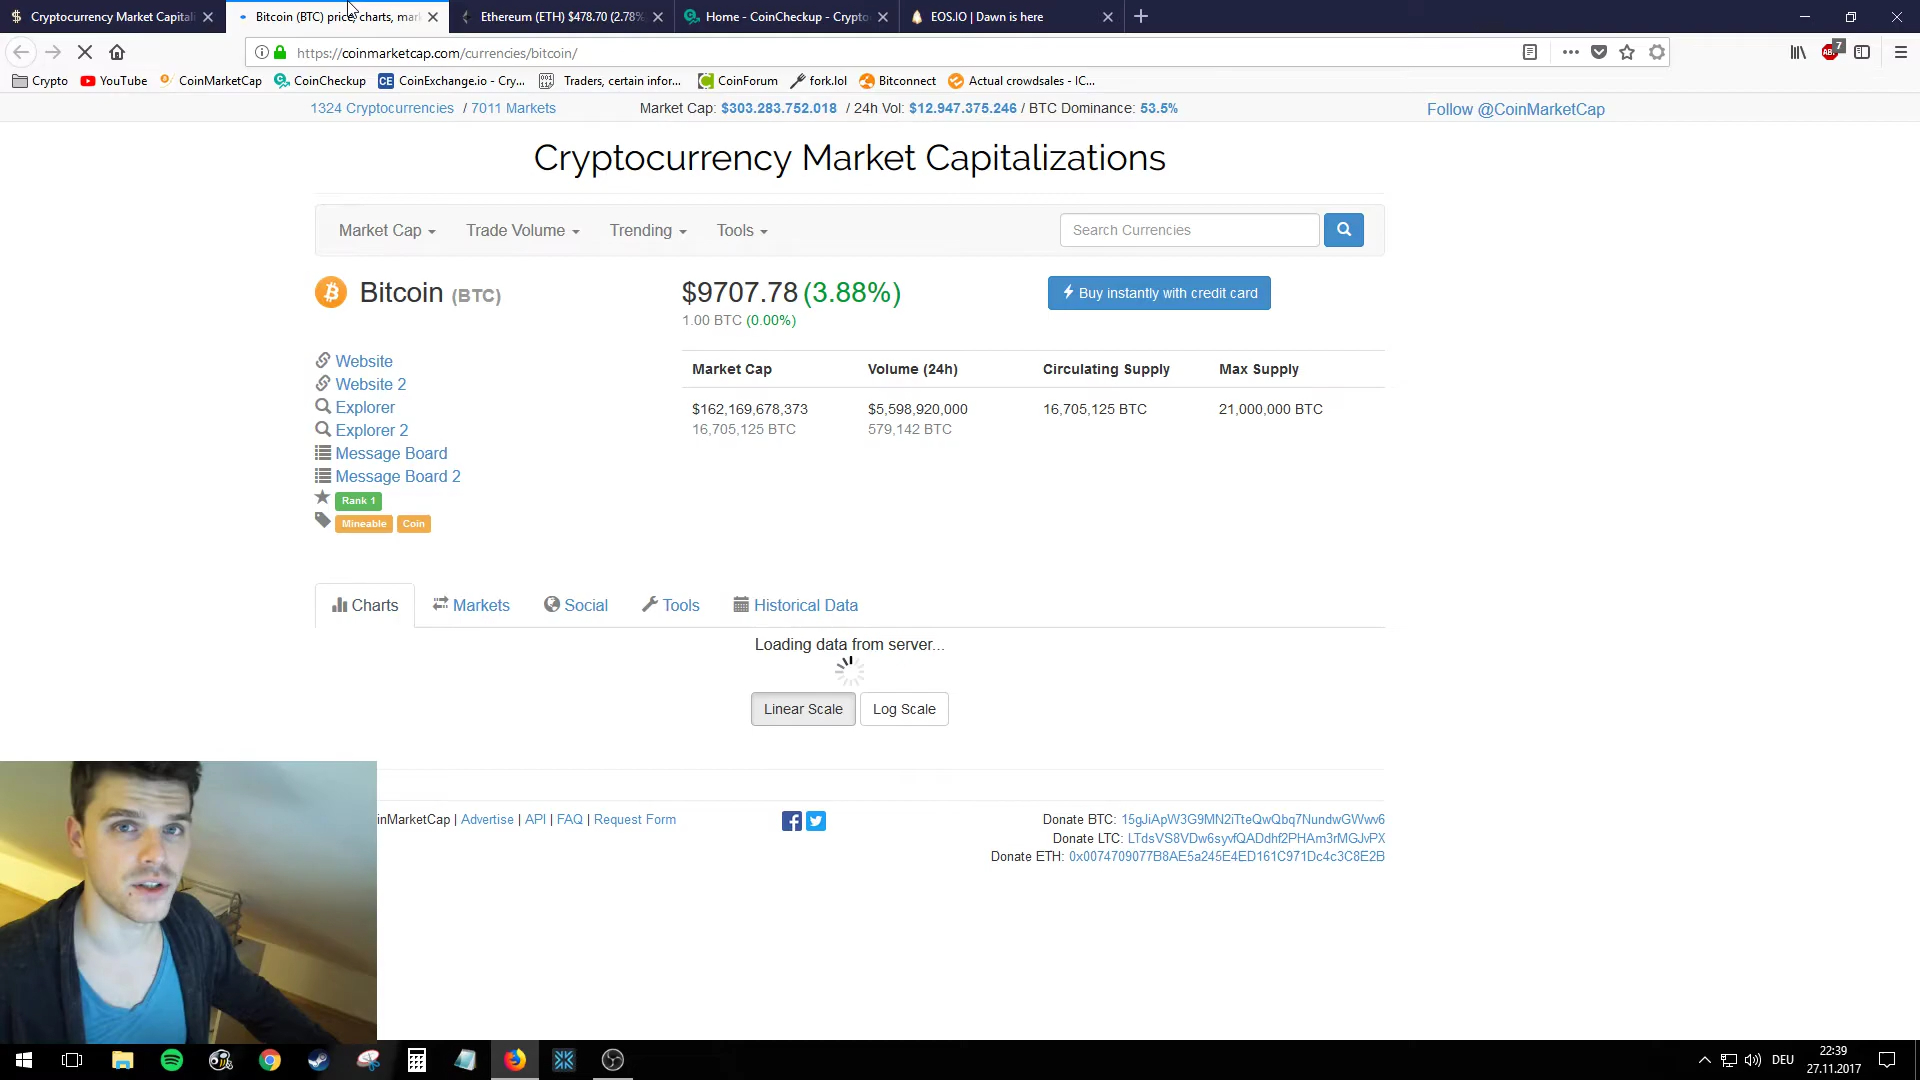 Cryptocurrency Market Capitali
Bitcoin (BTC) price, charts, mar
Ethereum (ETH) $478.70 (2.78%
Home - CoinCheckup - Crypto
EOS.IO | Dawn is here
https://coinmarketcap.com/currencies/bitcoin/
7
Crypto YouTube CoinMarketCap CoinCheckup CE CoinExchange.io - Cry... Traders, certain infor... CoinForum fork.lol Bitconnect Actual crowdsales - IC...
1324 Cryptocurrencies / 7011 Markets
Market Cap: $303.283.752.018 / 24h Vol: $12.947.375.246 / BTC Dominance: 53.5%
Follow @CoinMarketCap
Cryptocurrency Market Capitalizations
Market Cap Trade Volume Trending Tools
Search Currencies
Bitcoin (BTC)
$9707.78 (3.88%)
1.00 BTC (0.00%)
Buy instantly with credit card
Website
Website 2
Explorer
Explorer 2
Message Board
Message Board 2
Rank 1
Mineable Coin
Market Cap Volume (24h) Circulating Supply Max Supply
$162,169,678,373 $5,598,920,000 16,705,125 BTC 21,000,000 BTC
16,705,125 BTC 579,142 BTC
Charts Markets Social Tools Historical Data
Loading data from server...
Linear Scale Log Scale
inMarketCap | Advertise | API | FAQ | Request Form
Donate BTC: 15gJiApW3G9MN2iTteQwQbq7NundwGWwv6
Donate LTC: LTdsVS8VDw6syvfQADdhf2PHAm3rMGJvPX
Donate ETH: 0x0074709077B8AE5a245E4ED161C971Dc4c3C8E2B
DEU
22:39
27.11.2017